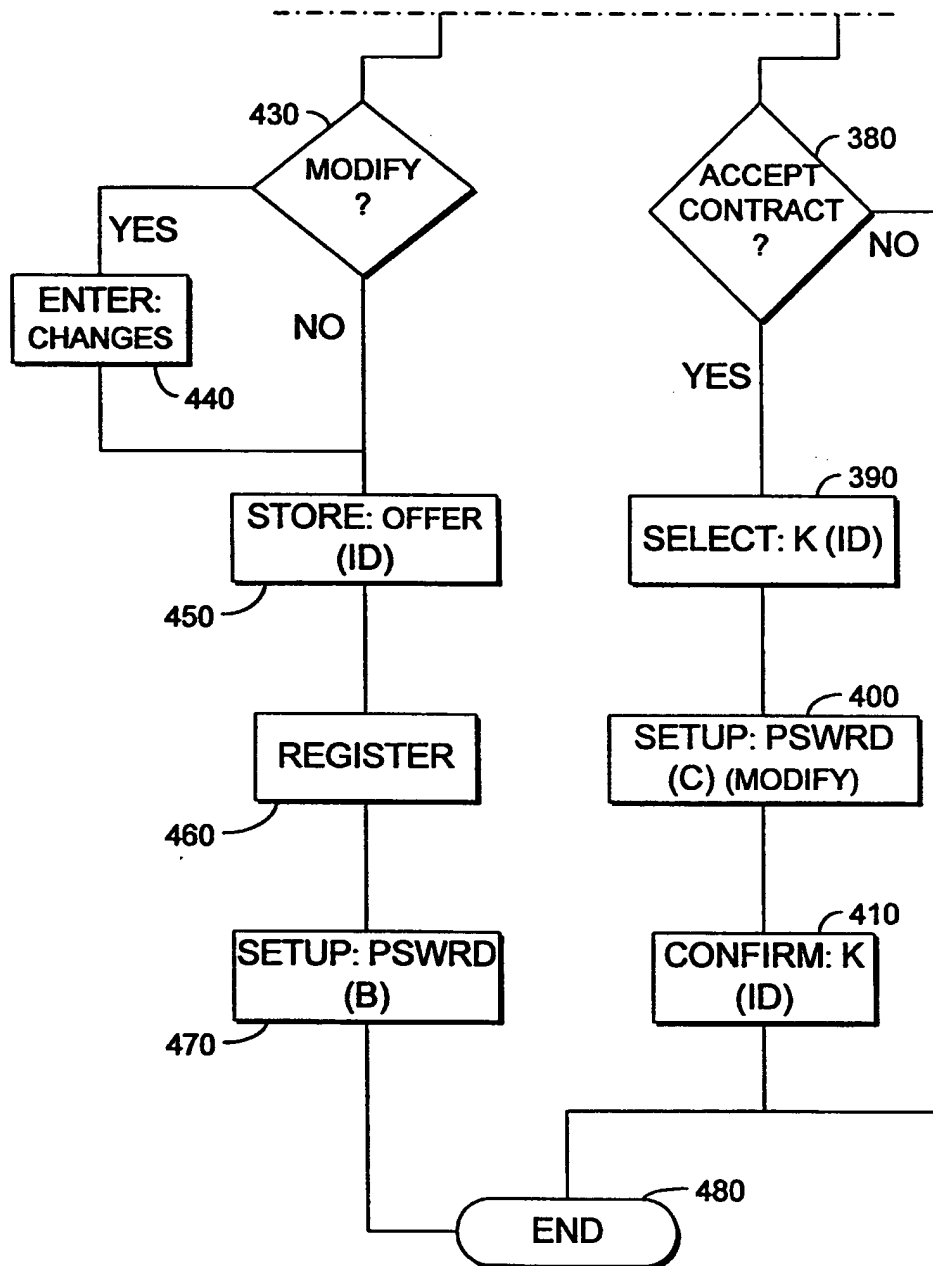 430
MODIFY
?
YES
NO
ENTER:
CHANGES
440
STORE: OFFER
(ID)
450
REGISTER
460
SETUP: PSWRD
(B)
470
380
ACCEPT
CONTRACT
?
NO
YES
390
SELECT: K (ID)
400
SETUP: PSWRD
(C) (MODIFY)
410
CONFIRM: K
(ID)
480
END